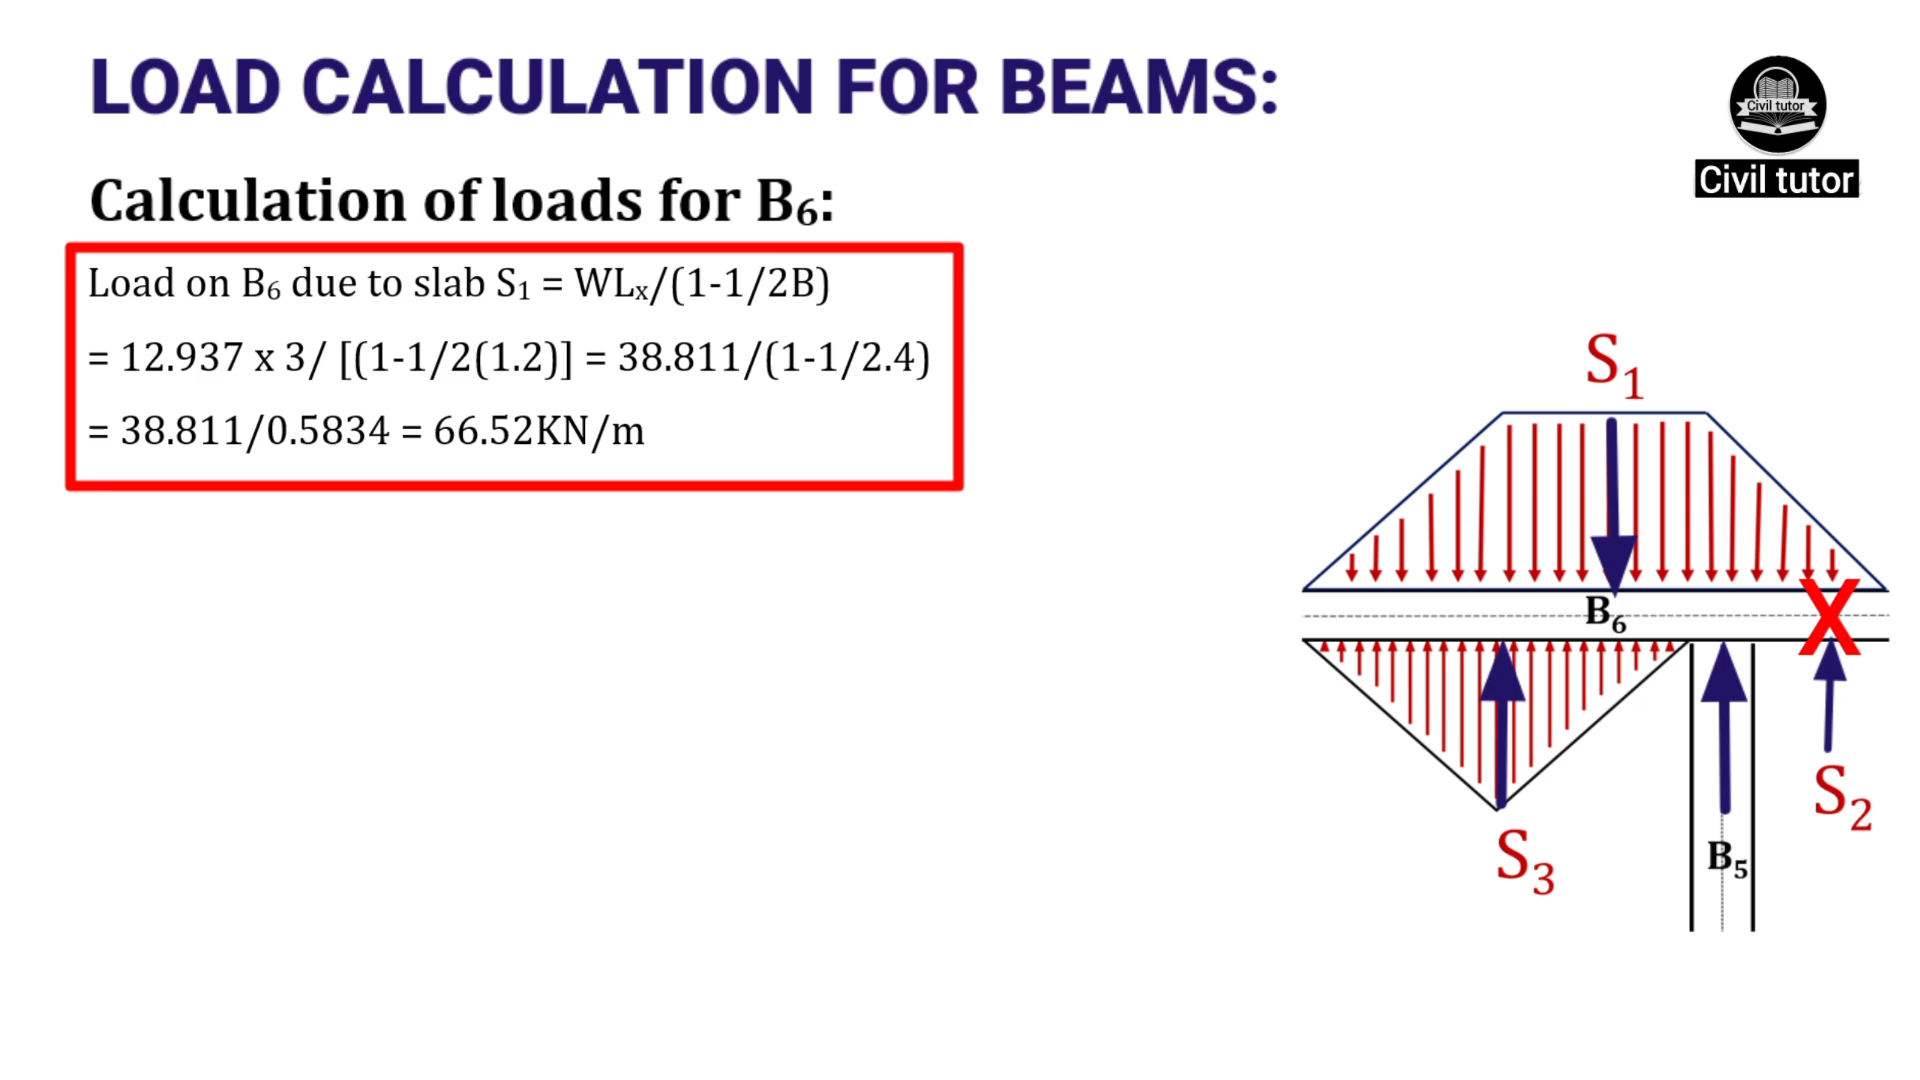 LOAD CALCULATION FOR BEAMS:
Civil tutor
Civil tutor
Calculation of loads for B₆:
Load on B₆ due to slab S₁ = WLₓ/(1-1/2B)
= 12.937 x 3/ [(1-1/2(1.2)] = 38.811/(1-1/2.4)
= 38.811/0.5834 = 66.52KN/m
S₁
B₆
X
S₂
S₃
B₅